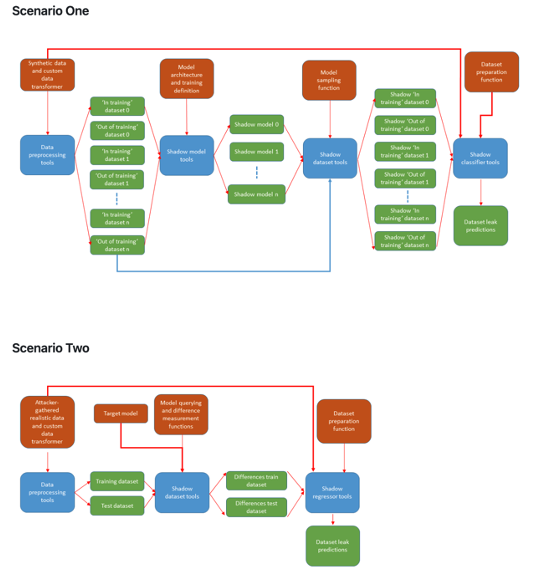 Scenario One
Synthetic data
and custom
data
transformer
Model
architecture
and training
definition
Model
sampling
function
Dataset
preparation
function
Data
preprocessing
tools
'In training'
dataset
0
'Out of training'
dataset 0
'In training'
dataset
1
'Out of training'
dataset 1
'In training'
dataset
n
'Out of training'
dataset n
Shadow model
tools
Shadow model 0
Shadow model 1
Shadow model n
Shadow
dataset tools
Shadow 'In
training' dataset 0
Shadow 'Out of
training' dataset 0
Shadow 'In
training' dataset 1
Shadow 'Out of
training' dataset 1
Shadow 'In
training' dataset n
Shadow 'Out of
training' dataset n
Shadow
classifier tools
Dataset leak
predictions
Scenario Two
Attacker-
gathered
realistic data
and custom
data
transformer
Target model
Model querying
and difference
measurement
functions
Dataset
preparation
function
Data
preprocessing
tools
Training dataset
Test dataset
Shadow
dataset tools
Differences train
dataset
Differences test
dataset
Shadow
regressor tools
Dataset leak
predictions